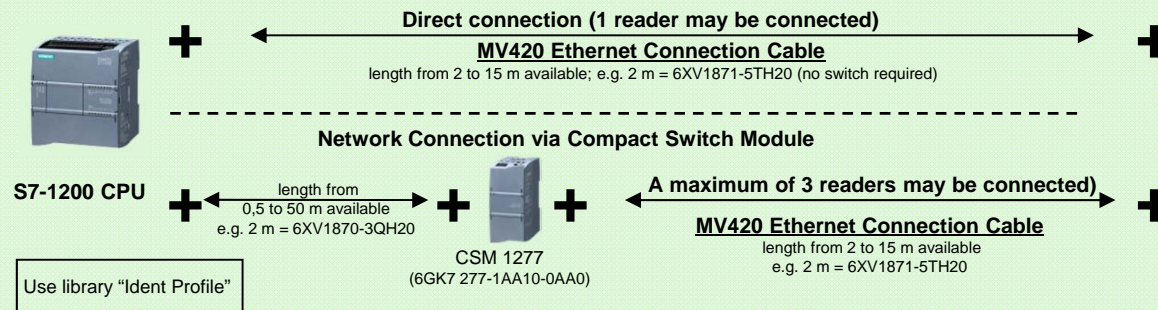 Direct connection (1 reader may be connected)
MV420 Ethernet Connection Cable
length from 2 to 15 m available; e.g. 2 m = 6XV1871-5TH20 (no switch required)
Network Connection via Compact Switch Module
S7-1200 CPU
length from
0,5 to 50 m available
e.g. 2 m = 6XV1870-3QH20
CSM 1277
(6GK7 277-1AA10-0AA0)
A maximum of 3 readers may be connected)
MV420 Ethernet Connection Cable
length from 2 to 15 m available
e.g. 2 m = 6XV1871-5TH20
Use library “Ident Profile”